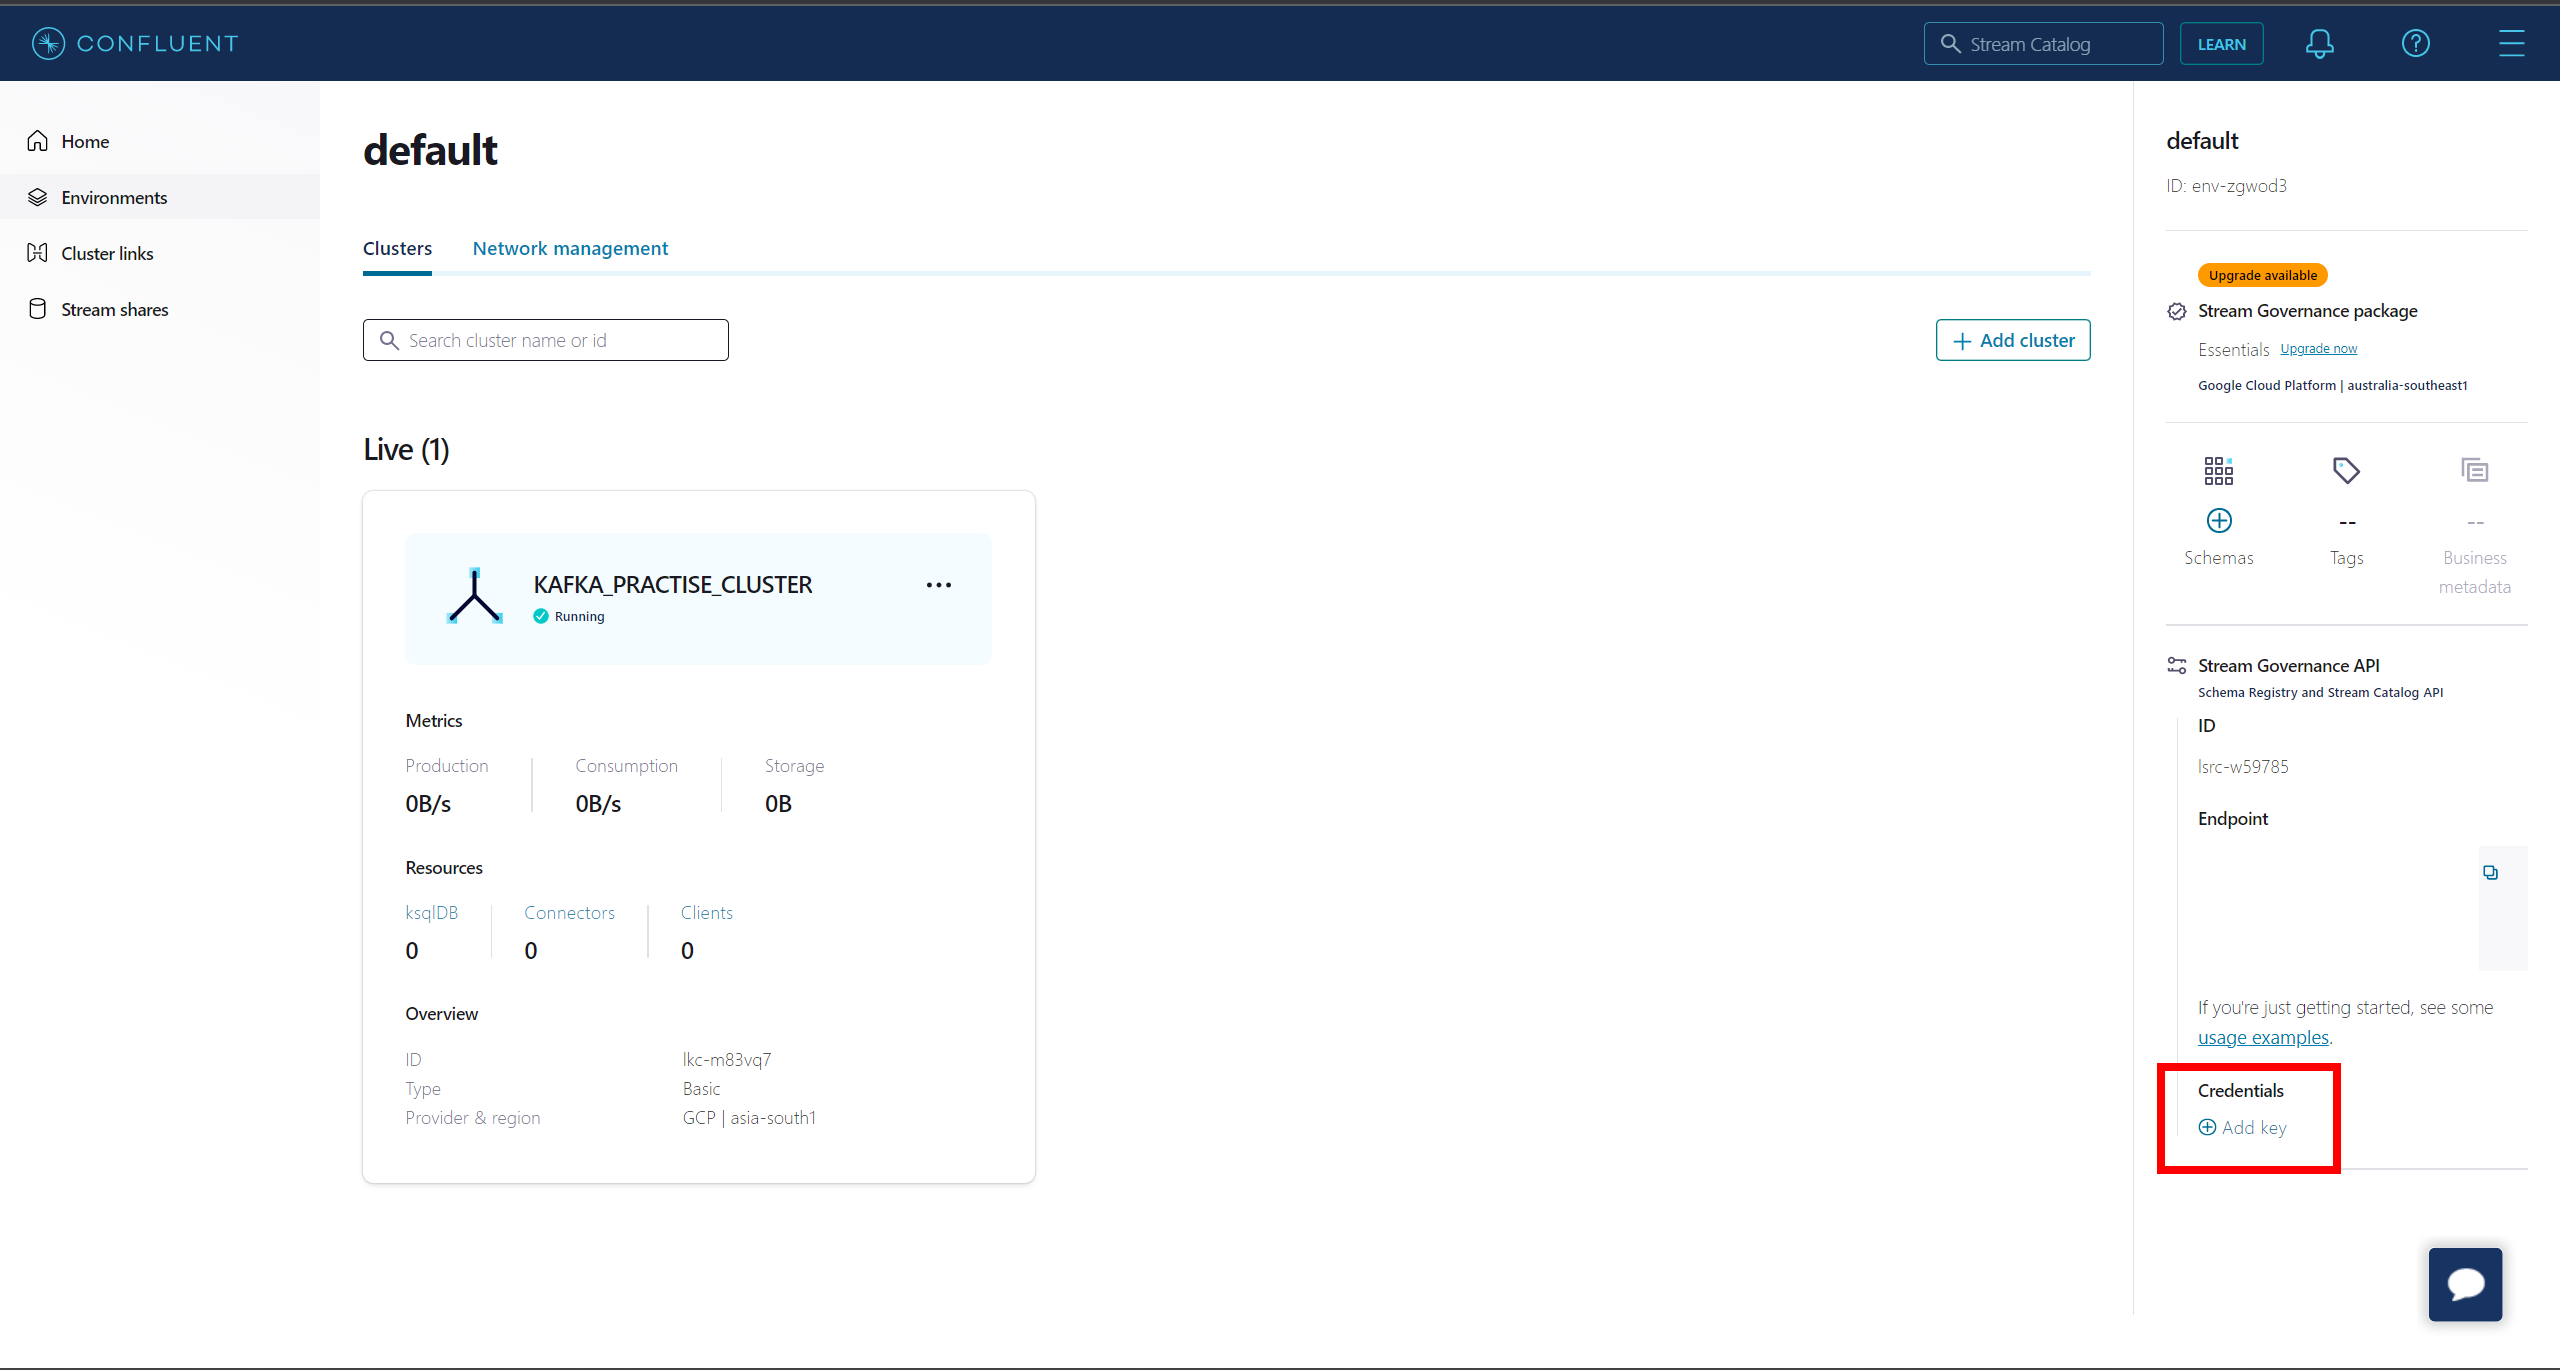 CONFLUENT
Stream Catalog
LEARN
Home
Environments
Cluster links
Stream shares
default
Clusters
Network management
Search cluster name or id
Add cluster
Live (1)
KAFKA_PRACTISE_CLUSTER
Running
Metrics
Production
Consumption
Storage
0B/s
0B/s
0B
Resources
ksqlDB
Connectors
Clients
0
0
0
Overview
ID
lkc-m83vq7
Type
Basic
Provider & region
GCP | asia-south1
default
ID: env-zgwod3
Upgrade available
Stream Governance package
Essentials Upgrade now
Google Cloud Platform | australia-southeast1
--
--
Schemas
Tags
Business
metadata
Stream Governance API
Schema Registry and Stream Catalog API
ID
lsrc-w59785
Endpoint
If you're just getting started, see some
usage examples.
Credentials
Add key